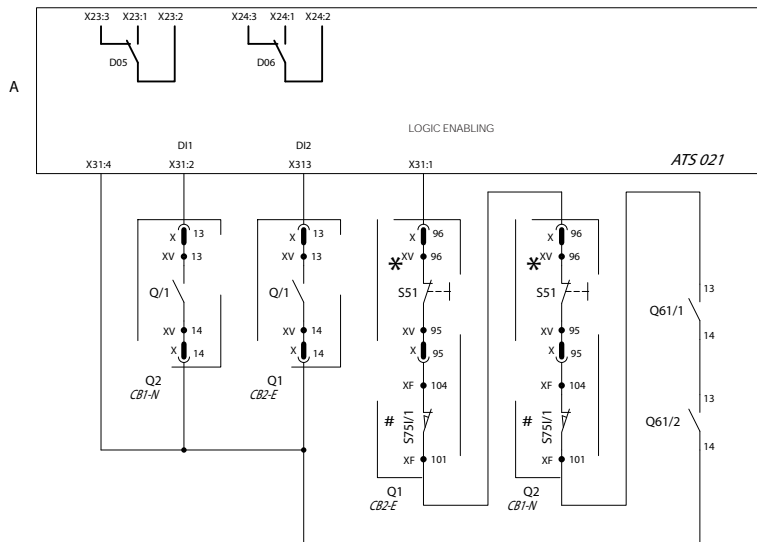 X23:3 X23:1 X23:2 X24:3 X24:1 X24:2
D05 D06
A
LOGIC ENABLING
DI1 DI2
X31:4 X31:2 X313 X31:1 ATS 021
X 13 X 13 X 96 X 96
XV 13 XV 13 * XV 96 * XV 96
Q/1 Q/1 S51 S51
13
Q61/1
14
XV 14 XV 14 XV 95 XV 95
X 14 X 14 X 95 X 95
Q2 Q1
CB1-N CB2-E
XF 104 XF 104
13
# S75I/1 # S75I/1 Q61/2
14
XF 101 XF 101
Q1 Q2
CB2-E CB1-N